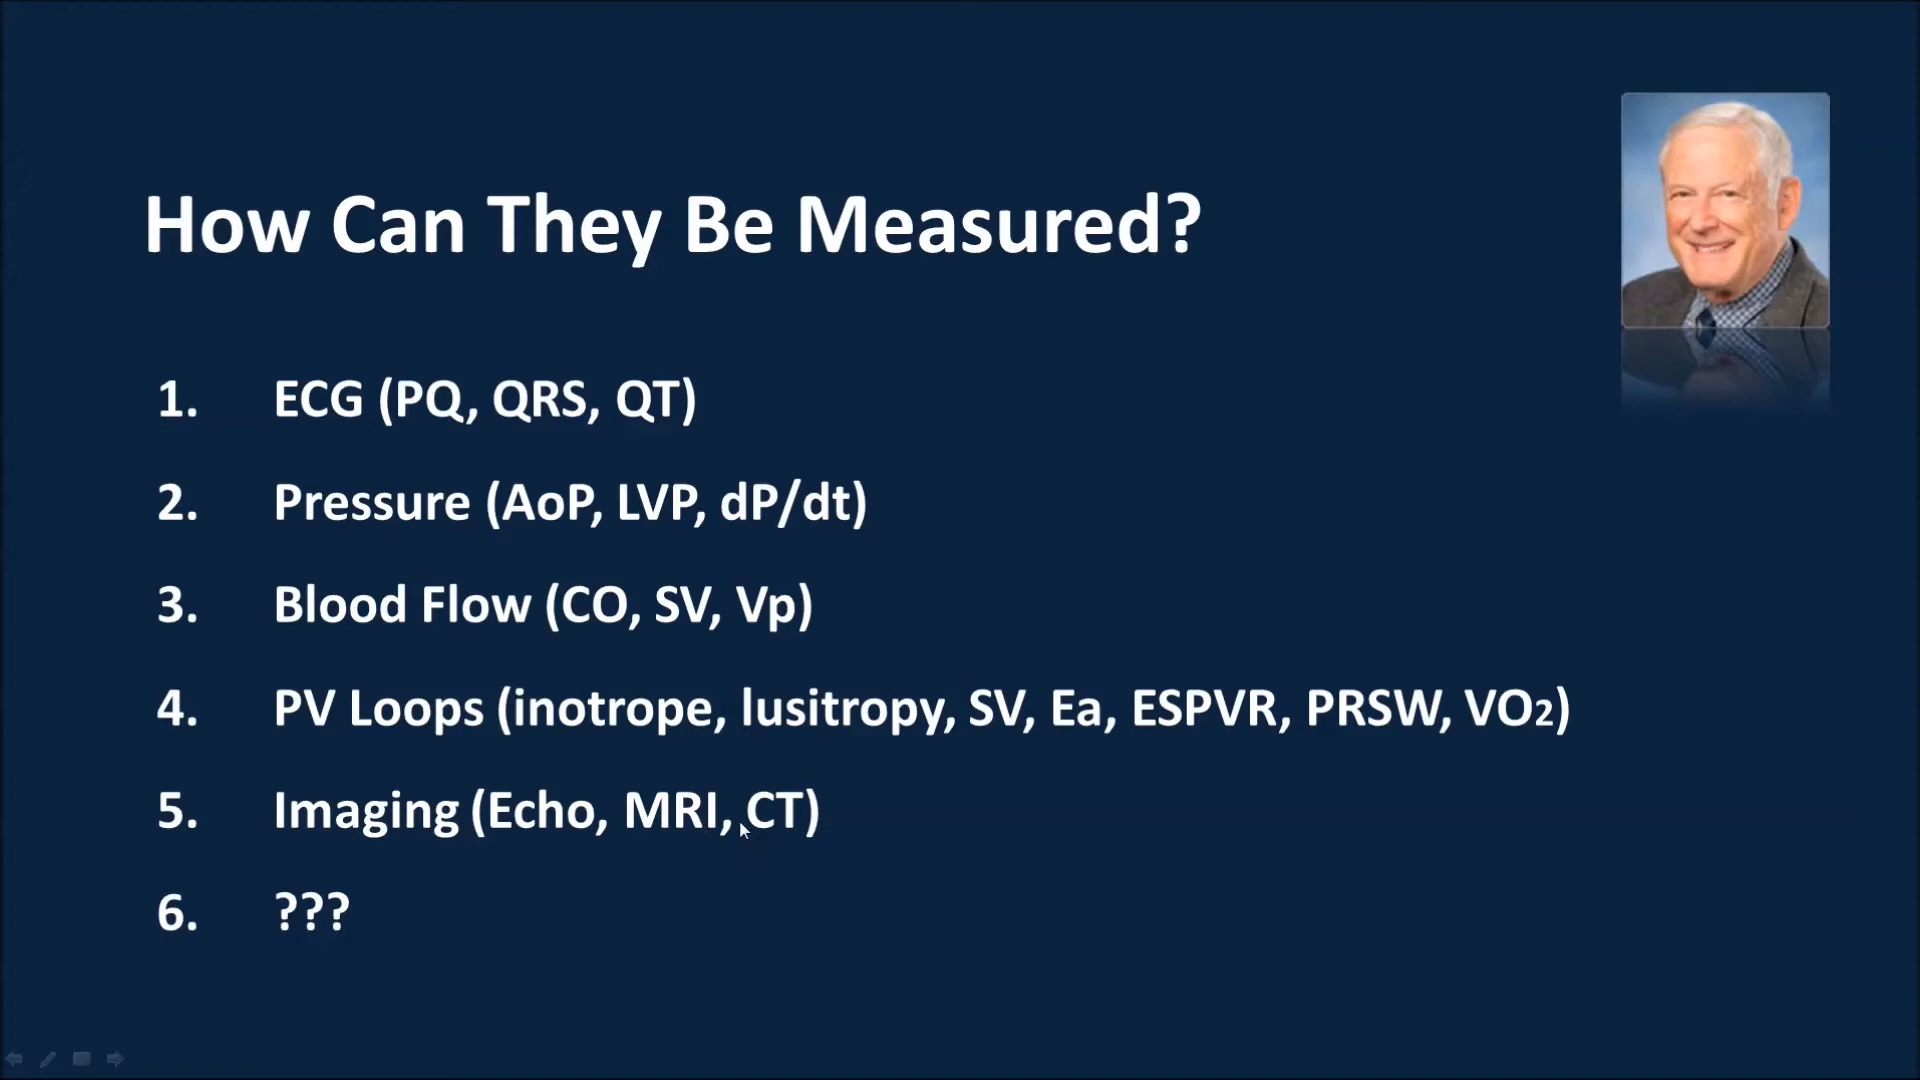 How Can They Be Measured?
1. ECG (PQ, QRS, QT)
2. Pressure (AoP, LVP, dP/dt)
3. Blood Flow (CO, SV, Vp)
4. PV Loops (inotrope, lusitropy, SV, Ea, ESPVR, PRSW, VO2)
5. Imaging (Echo, MRI, CT)
6. ???